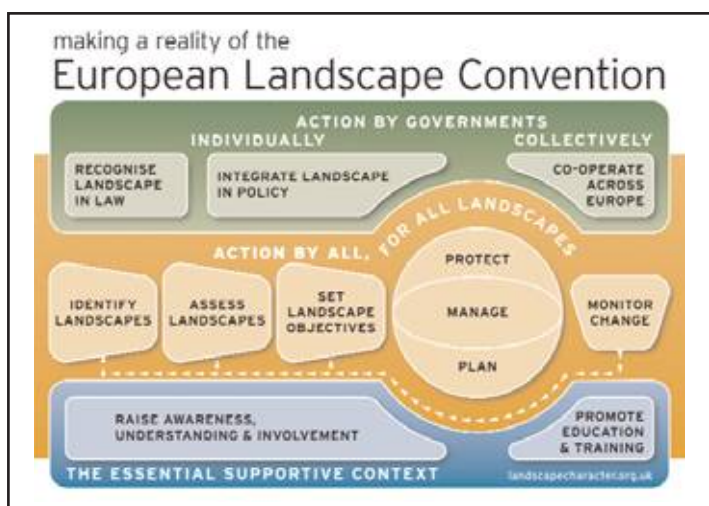 making a reality of the
European Landscape Convention
ACTION BY GOVERNMENTS
INDIVIDUALLY
COLLECTIVELY
RECOGNISE
LANDSCAPE
IN LAW
INTEGRATE LANDSCAPE
IN POLICY
CO-OPERATE
ACROSS
EUROPE
ACTION BY ALL, FOR ALL LANDSCAPES
IDENTIFY
LANDSCAPES
ASSESS
LANDSCAPES
SET
LANDSCAPE
OBJECTIVES
PROTECT
MANAGE
PLAN
MONITOR
CHANGE
RAISE AWARENESS,
UNDERSTANDING & INVOLVEMENT
PROMOTE
EDUCATION
& TRAINING
THE ESSENTIAL SUPPORTIVE CONTEXT
landscapecharacter.org.uk